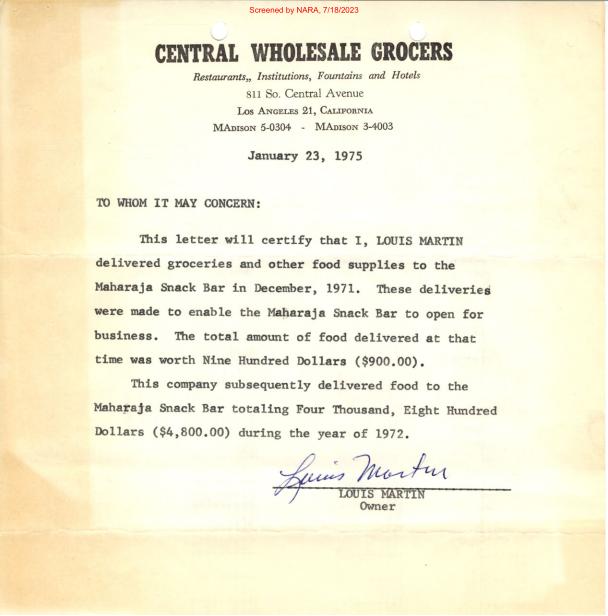 Screened by NARA, 7/18/2023
CENTRAL WHOLESALE GROCERS
Restaurants,, Institutions, Fountains and Hotels
811 So. Central Avenue
Los Angeles 21, California
MAdison 5-0304 - MAdison 3-4003
January 23, 1975
TO WHOM IT MAY CONCERN:
This letter will certify that I, LOUIS MARTIN
delivered groceries and other food supplies to the
Maharaja Snack Bar in December, 1971. These deliveries
were made to enable the Maharaja Snack Bar to open for
business. The total amount of food delivered at that
time was worth Nine Hundred Dollars ($900.00).
This company subsequently delivered food to the
Maharaja Snack Bar totaling Four Thousand, Eight Hundred
Dollars ($4,800.00) during the year of 1972.
Louis Martin
LOUIS MARTIN
Owner